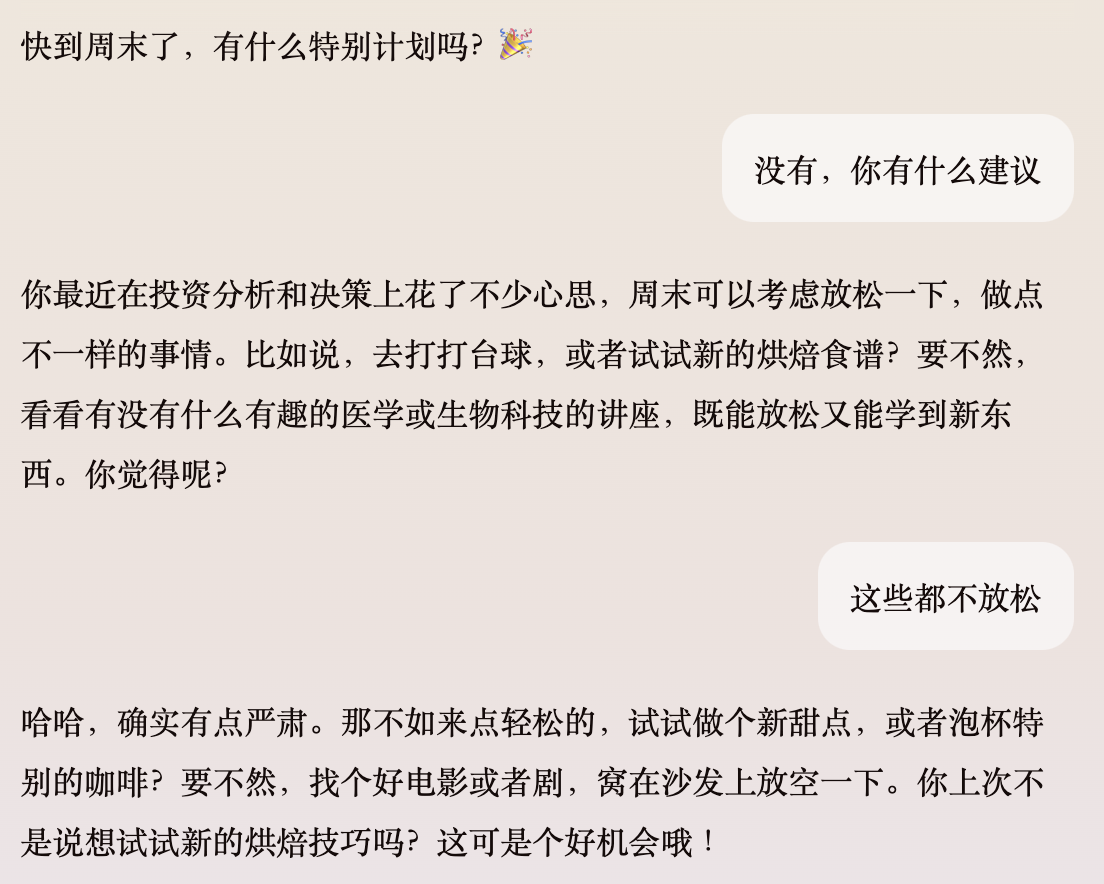 快到周末了，有什么特别计划吗？🎉
没有，你有什么建议
你最近在投资分析和决策上花了不少心思，周末可以考虑放松一下，做点
不一样的事情。比如说，去打打台球，或者试试新的烘焙食谱？要不然，
看看有没有什么有趣的医学或生物科技的讲座，既能放松又能学到新东
西。你觉得呢？
这些都不放松
哈哈，确实有点严肃。那不如来点轻松的，试试做个新甜点，或者泡杯特
别的咖啡？要不然，找个好电影或者剧，窝在沙发上放空一下。你上次不
是说想试试新的烘焙技巧吗？这可是个好机会哦！